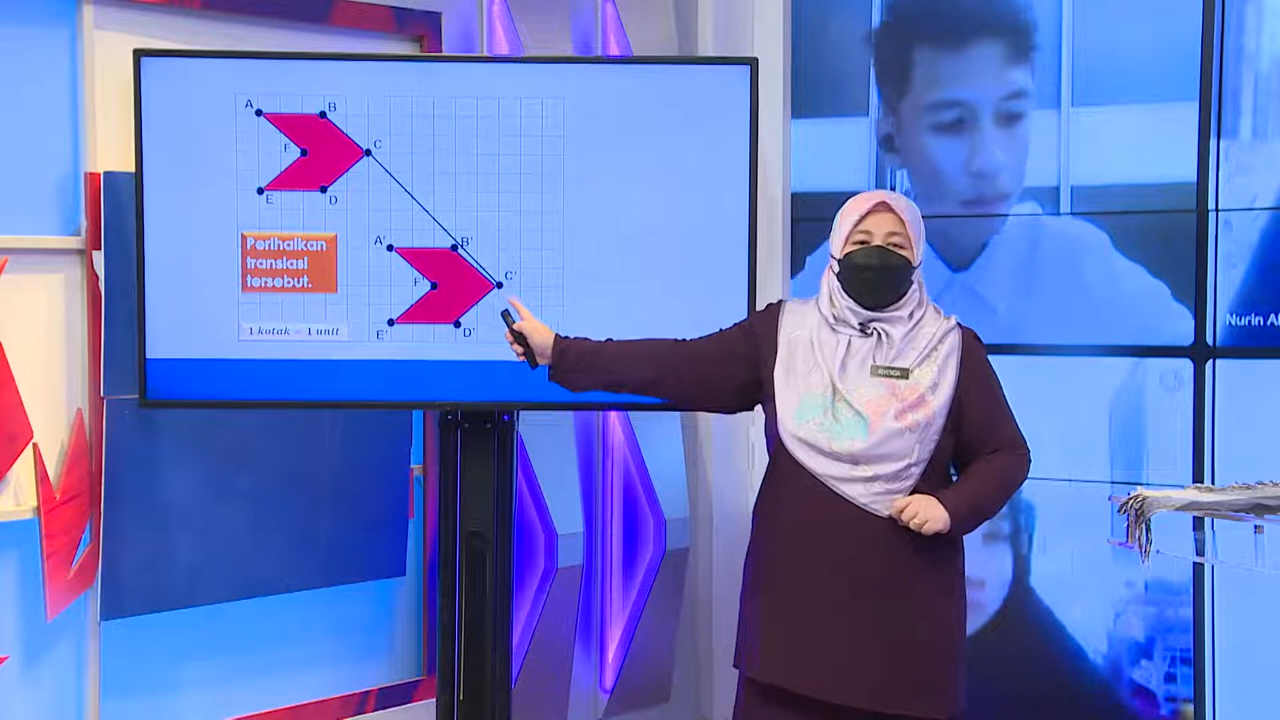 A
B
F
C
E
D
A'
B'
F'
C'
E'
D'
Perihalkan
translasi
tersebut.
1 kotak = 1 unit
Nurin